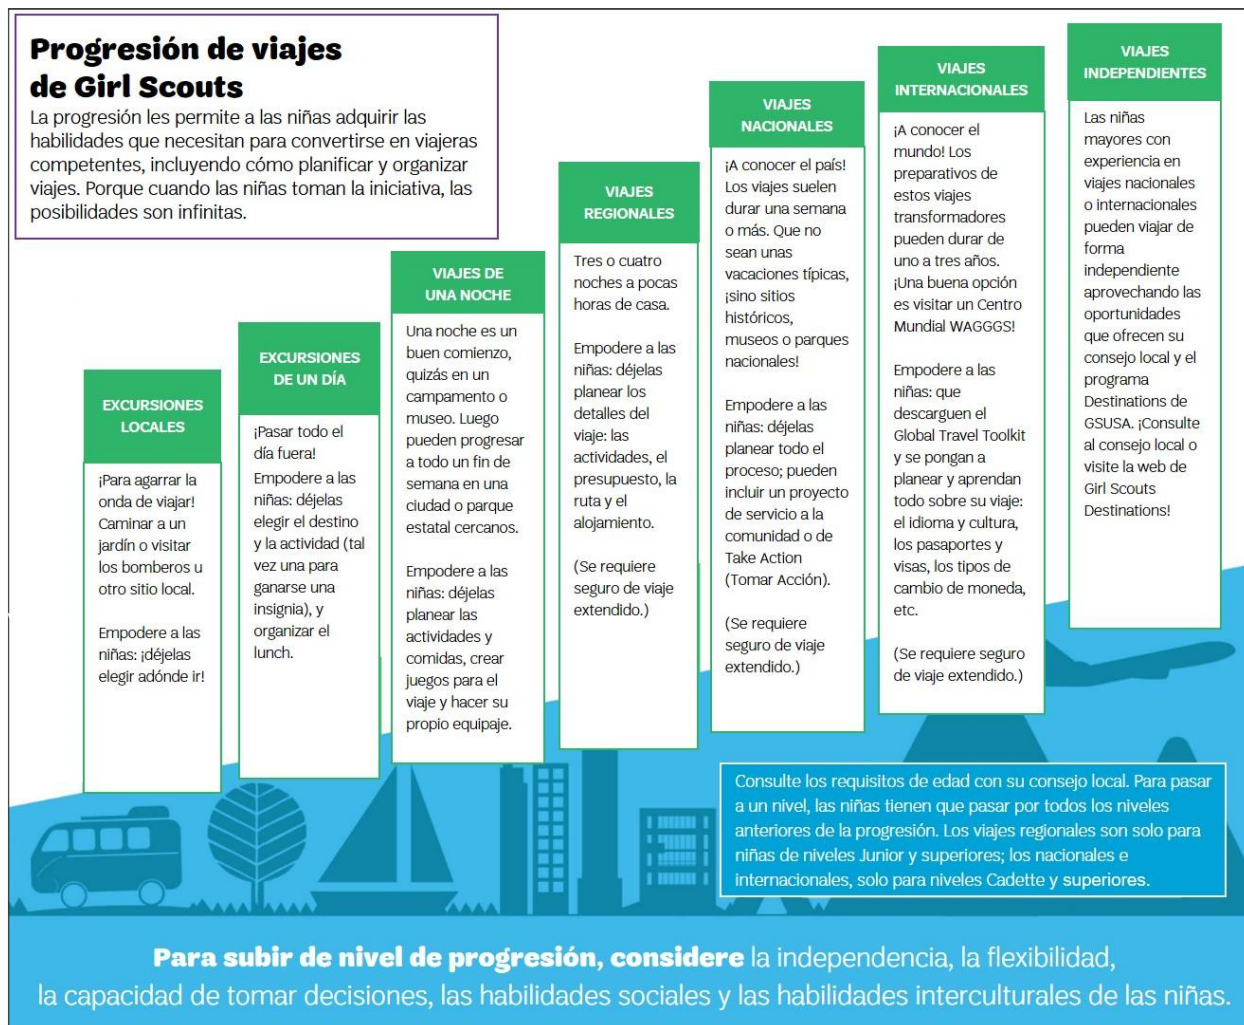 Progresión de viajes
de Girl Scouts
La progresión les permite a las niñas adquirir las
habilidades que necesitan para convertirse en viajeras
competentes, incluyendo cómo planificar y organizar
viajes. Porque cuando las niñas toman la iniciativa, las
posibilidades son infinitas.
EXCURSIONES
LOCALES
¡Para agarrar la
onda de viajar!
Caminar a un
jardín o visitar
los bomberos u
otro sitio local.
Empodere a las
niñas: ¡déjelas
elegir adónde ir!
EXCURSIONES
DE UN DÍA
¡Pasar todo el
día fuera!
Empodere a las
niñas: déjelas
elegir el destino
y la actividad (tal
vez una para
ganarse una
insignia), y
organizar el
lunch.
VIAJES DE
UNA NOCHE
Una noche es un
buen comienzo,
quizás en un
campamento o
museo. Luego
pueden progresar
a todo un fin de
semana en una
ciudad o parque
estatal cercanos.
Empodere a las
niñas: déjelas
planear las
actividades y
comidas, crear
juegos para el
viaje y hacer su
propio equipaje.
VIAJES
REGIONALES
Tres o cuatro
noches a pocas
horas de casa.
Empodere a las
niñas: déjelas
planear los
detalles del
viaje: las
actividades, el
presupuesto, la
ruta y el
alojamiento.
(Se requiere
seguro de viaje
extendido.)
VIAJES
NACIONALES
¡A conocer el país!
Los viajes suelen
durar una semana
o más. Que no
sean unas
vacaciones típicas,
¡sino sitios
históricos,
museos o parques
nacionales!
Empodere a las
niñas: déjelas
planear todo el
proceso; pueden
incluir un proyecto
de servicio a la
comunidad o de
Take Action
(Tomar Acción).
(Se requiere
seguro de viaje
extendido.)
VIAJES
INTERNACIONALES
¡A conocer el
mundo! Los
preparativos de
estos viajes
transformadores
pueden durar de
uno a tres años.
¡Una buena opción
es visitar un Centro
Mundial WAGGGS!
Empodere a las
niñas: que
descarguen el
Global Travel Toolkit
y se pongan a
planear y aprendan
todo sobre su viaje:
el idioma y cultura,
los pasaportes y
visas, los tipos de
cambio de moneda,
etc.
(Se requiere seguro
de viaje extendido.)
VIAJES
INDEPENDIENTES
Las niñas
mayores con
experiencia en
viajes nacionales
o internacionales
pueden viajar de
forma
independiente
aprovechando las
oportunidades
que ofrecen su
consejo local y el
programa
Destinations de
GSUSA. ¡Consulte
al consejo local o
visite la web de
Girl Scouts
Destinations!
Consulte los requisitos de edad con su consejo local. Para pasar
a un nivel, las niñas tienen que pasar por todos los niveles
anteriores de la progresión. Los viajes regionales son solo para
niñas de niveles Junior y superiores; los nacionales e
internacionales, solo para niveles Cadette y superiores.
Para subir de nivel de progresión, considere la independencia, la flexibilidad,
la capacidad de tomar decisiones, las habilidades sociales y las habilidades interculturales de las niñas.